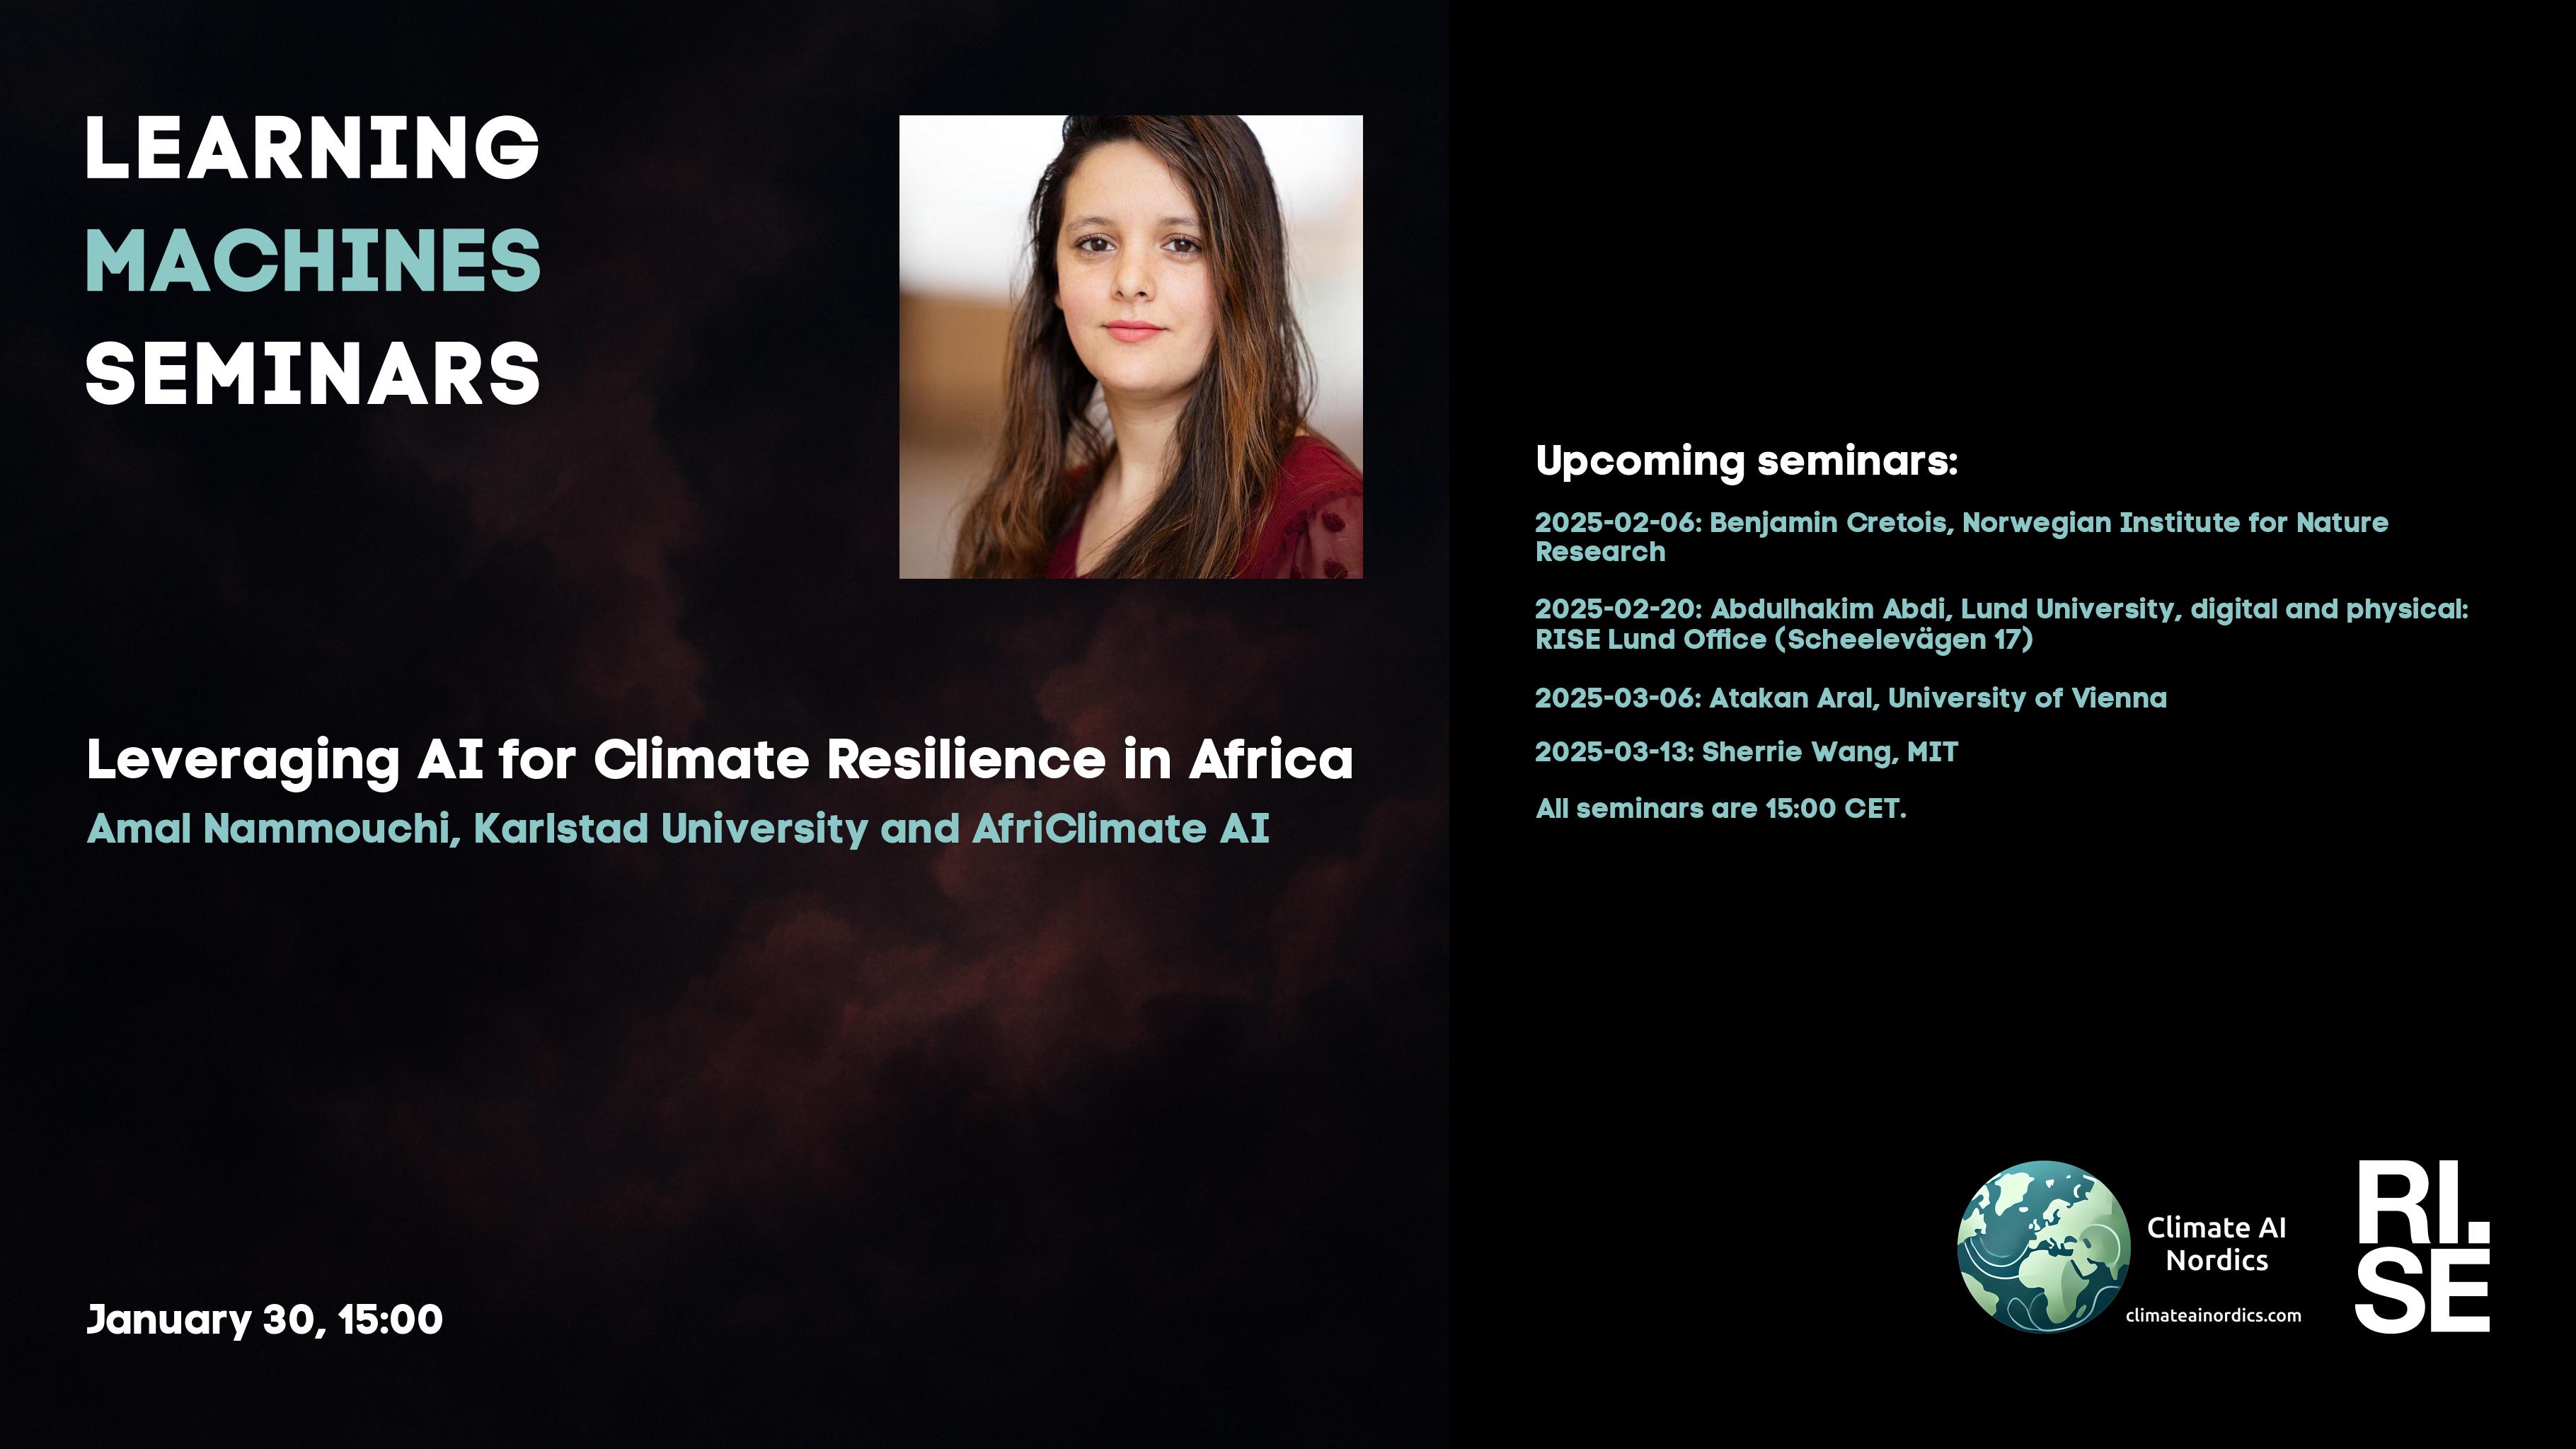 LEARNING
MACHINES
SEMINARS
Leveraging AI for Climate Resilience in Africa
Amal Nammouchi, Karlstad University and AfriClimate AI
January 30, 15:00
Upcoming seminars:
2025-02-06: Benjamin Cretois, Norwegian Institute for Nature
Research
2025-02-20: Abdulhakim Abdi, Lund University, digital and physical:
RISE Lund Office (Scheelevägen 17)
2025-03-06: Atakan Aral, University of Vienna
2025-03-13: Sherrie Wang, MIT
All seminars are 15:00 CET.
Climate AI
Nordics
climateainordics.com
RI.
SE